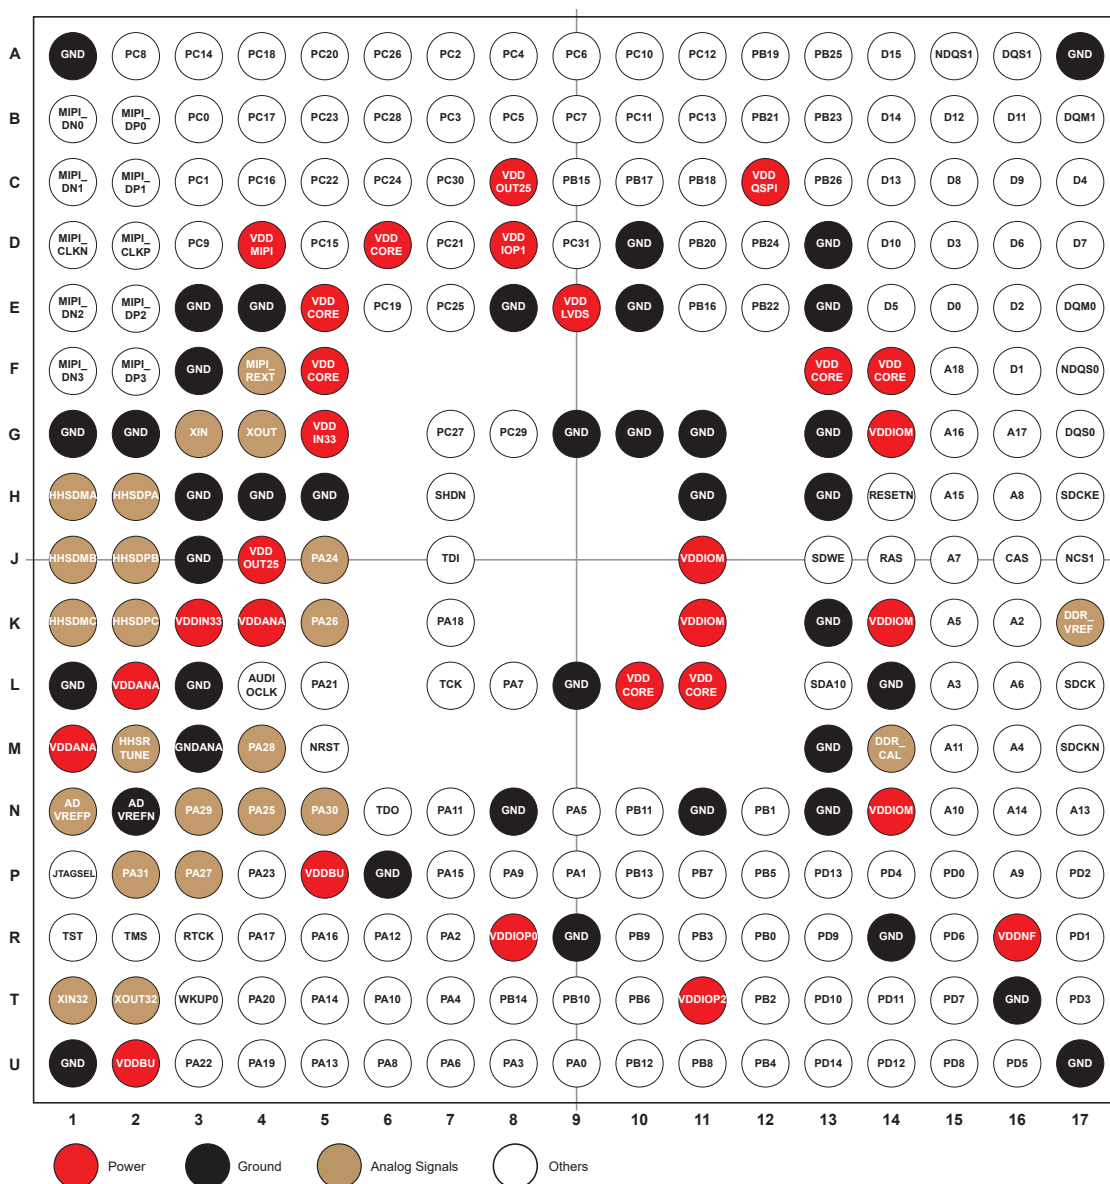 A GND PC8 PC14 PC18 PC20 PC26 PC2 PC4 PC6 PC10 PC12 PB19 PB25 D15 NDQS1 DQS1 GND
B MIPI_DN0 MIPI_DP0 PC0 PC17 PC23 PC28 PC3 PC5 PC7 PC11 PC13 PB21 PB23 D14 D12 D11 DQM1
C MIPI_DN1 MIPI_DP1 PC1 PC16 PC22 PC24 PC30 VDD OUT25 PB15 PB17 PB18 VDD QSPI PB26 D13 D8 D9 D4
D MIPI_CLKN MIPI_CLKP PC9 VDD MIPI PC15 VDD CORE PC21 VDD IOP1 PC31 GND PB20 PB24 GND D10 D3 D6 D7
E MIPI_DN2 MIPI_DP2 GND GND VDD CORE PC19 PC25 GND VDD LVDS GND PB16 PB22 GND D5 D0 D2 DQM0
F MIPI_DN3 MIPI_DP3 GND MIPI_REXT VDD CORE VDD CORE VDD CORE A18 D1 NDQS0
G GND GND XIN XOUT VDD IN33 PC27 PC29 GND GND GND GND VDDIOM A16 A17 DQS0
H HHSDMA HHSDPA GND GND GND SHDN GND GND RESETN A15 A8 SDCKE
J HHSDMB HHSDPB GND VDD OUT25 PA24 TDI VDDIOM SDWE RAS A7 CAS NCS1
K HHSDMC HHSDPC VDDIN33 VDDANA PA26 PA18 VDDIOM GND VDDIOM A5 A2 DDR_VREF
L GND VDDANA GND AUDI OCLK PA21 TCK PA7 GND VDD CORE VDD CORE SDA10 GND A3 A6 SDCK
M VDDANA HHSR TUNE GNDANA PA28 NRST GND DDR_CAL A11 A4 SDCKN
N AD VREFP AD VREFN PA29 PA25 PA30 TDO PA11 GND PA5 PB11 GND PB1 GND VDDIOM A10 A14 A13
P JTAGSEL PA31 PA27 PA23 VDDBU GND PA15 PA9 PA1 PB13 PB7 PB5 PD13 PD4 PD0 A9 PD2
R TST TMS RTCK PA17 PA16 PA12 PA2 VDDIOP0 GND PB9 PB3 PB0 PD9 GND PD6 VDDNF PD1
T XIN32 XOUT32 WKUP0 PA20 PA14 PA10 PA4 PB14 PB10 PB6 VDDIOP2 PB2 PD10 PD11 PD7 GND PD3
U GND VDDBU PA22 PA19 PA13 PA8 PA6 PA3 PA0 PB12 PB8 PB4 PD14 PD12 PD8 PD5 GND
1 2 3 4 5 6 7 8 9 10 11 12 13 14 15 16 17
Power Ground Analog Signals Others